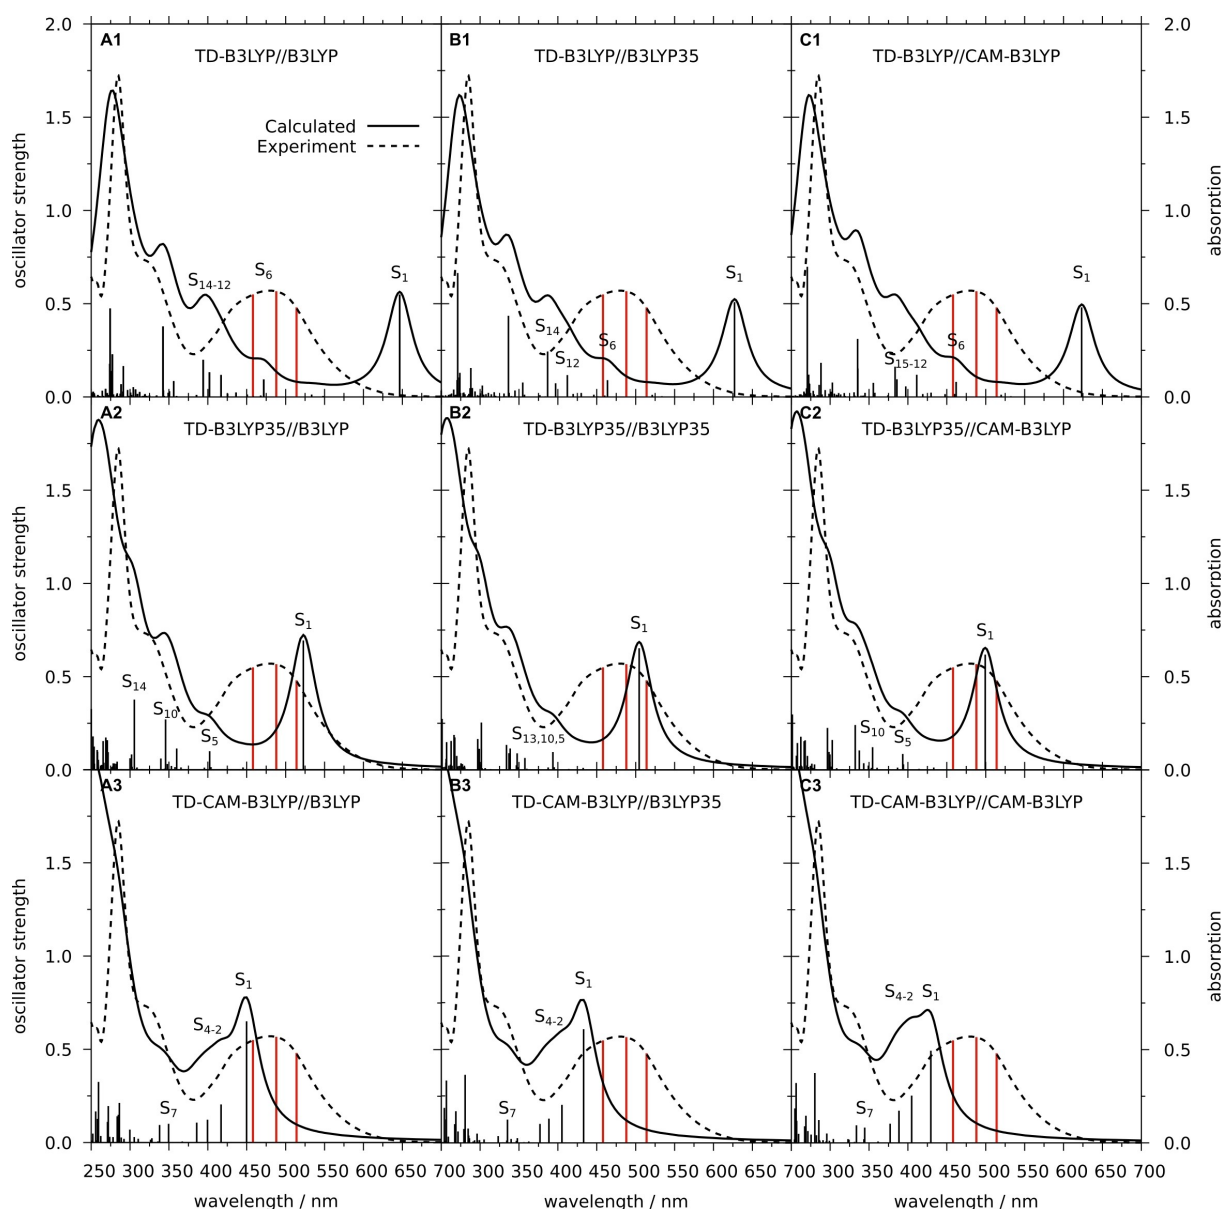 A1 TD-B3LYP//B3LYP
B1 TD-B3LYP//B3LYP35
C1 TD-B3LYP//CAM-B3LYP
Calculated
Experiment
S14-12 S6 S1
S14 S12 S6 S1
S15-12 S6 S1
2.0
1.5
1.0
0.5
0.0
oscillator strength
2.0
1.5
1.0
0.5
0.0
absorption
A2 TD-B3LYP35//B3LYP
B2 TD-B3LYP35//B3LYP35
C2 TD-B3LYP35//CAM-B3LYP
S14 S10 S5 S1
S13,10,5 S1
S10 S5 S1
1.5
1.0
0.5
0.0
oscillator strength
1.5
1.0
0.5
0.0
absorption
A3 TD-CAM-B3LYP//B3LYP
B3 TD-CAM-B3LYP//B3LYP35
C3 TD-CAM-B3LYP//CAM-B3LYP
S7 S4-2 S1
S7 S4-2 S1
S7 S4-2 S1
1.5
1.0
0.5
0.0
oscillator strength
1.5
1.0
0.5
0.0
absorption
250 300 350 400 450 500 550 600 650 700 300 350 400 450 500 550 600 650 700 300 350 400 450 500 550 600 650 700
wavelength / nm wavelength / nm wavelength / nm